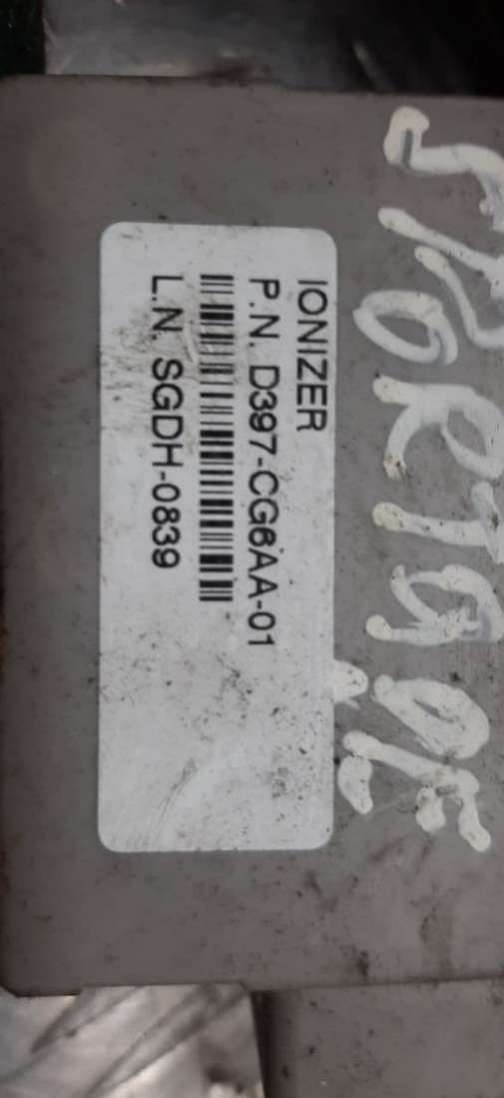 IONIZER
P.N. D397-CG6AA-01
L.N. SGDH-0839